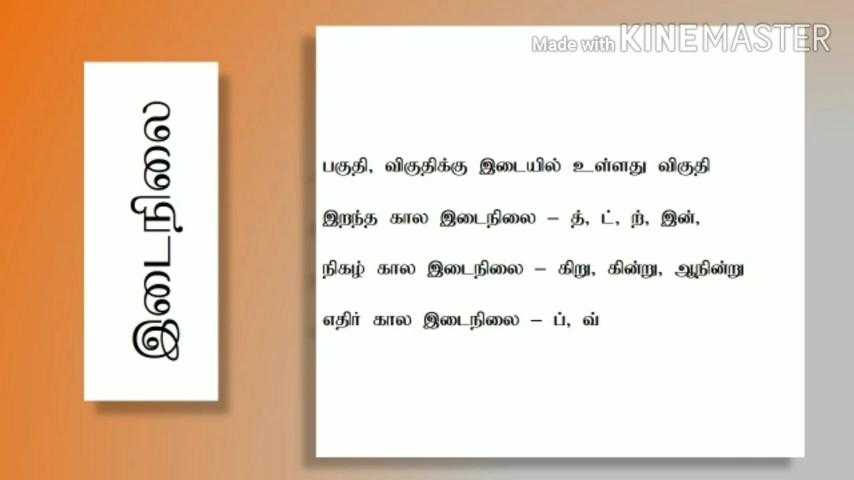 Made with KINEMASTER
இடைநிலை
பகுதி, விகுதிக்கு இடையில் உள்ளது விகுதி
இறந்த கால இடைநிலை – த், ட், ற், இன்,
நிகழ் கால இடைநிலை – கிறு, கின்று, ஆநின்று
எதிர் கால இடைநிலை – ப், வ்